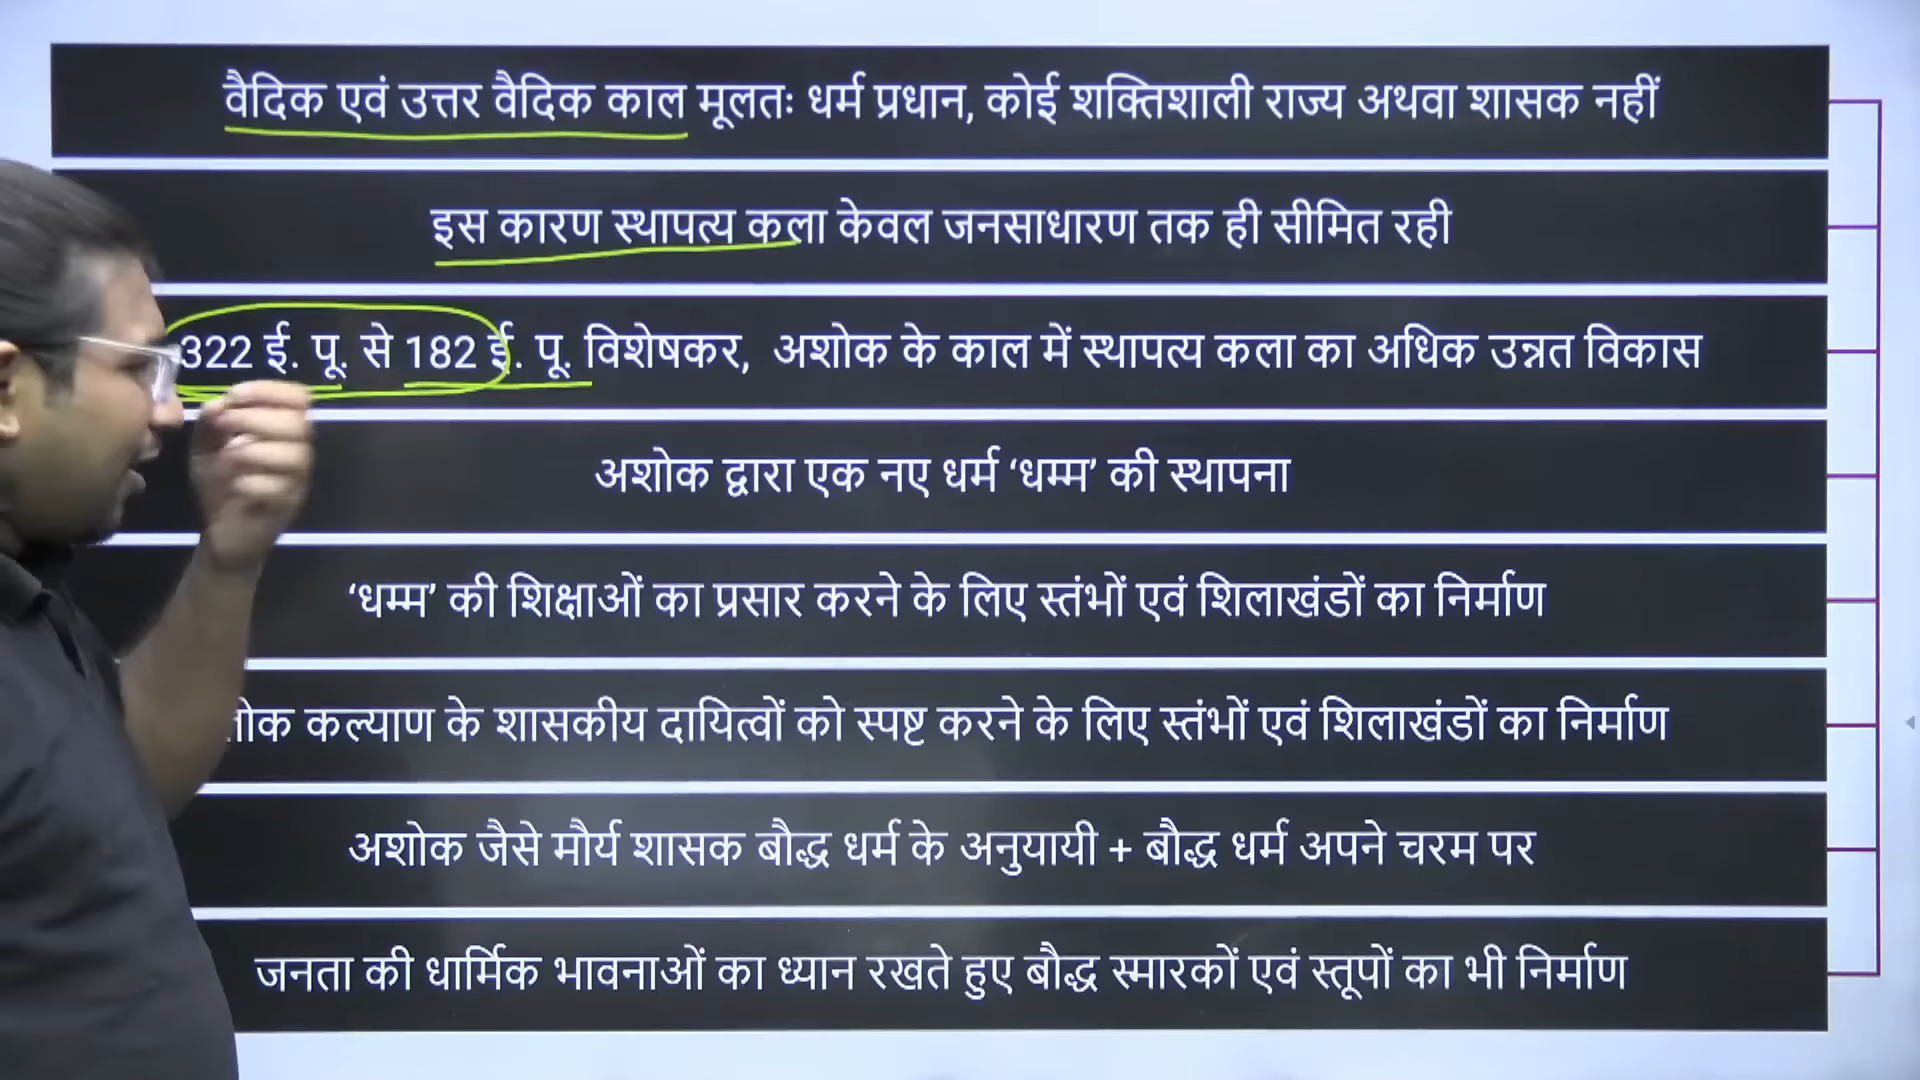 वैदिक एवं उत्तर वैदिक काल मूलतः धर्म प्रधान, कोई शक्तिशाली राज्य अथवा शासक नहीं
इस कारण स्थापत्य कला केवल जनसाधारण तक ही सीमित रही
322 ई. पू. से 182 ई. पू. विशेषकर, अशोक के काल में स्थापत्य कला का अधिक उन्नत विकास
अशोक द्वारा एक नए धर्म ‘धम्म’ की स्थापना
‘धम्म’ की शिक्षाओं का प्रसार करने के लिए स्तंभों एवं शिलाखंडों का निर्माण
कल्याण के शासकीय दायित्वों को स्पष्ट करने के लिए स्तंभों एवं शिलाखंडों का निर्माण
अशोक जैसे मौर्य शासक बौद्ध धर्म के अनुयायी + बौद्ध धर्म अपने चरम पर
जनता की धार्मिक भावनाओं का ध्यान रखते हुए बौद्ध स्मारकों एवं स्तूपों का भी निर्माण